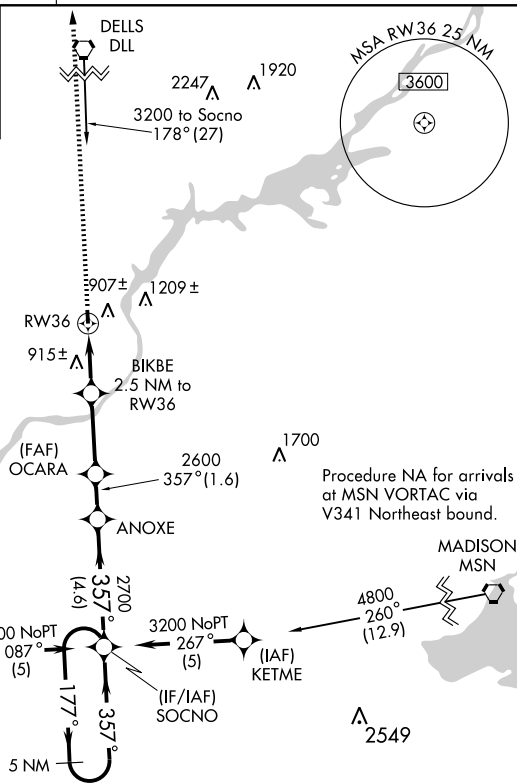 DELLS
DLL
MSA RW36 25 NM
3600
2247
1920
3200 to Socno
178° (27)
907±
1209±
RW36
915±
BIKBE
2.5 NM to
RW36
(FAF)
OCARA
2600
357° (1.6)
1700
Procedure NA for arrivals
at MSN VORTAC via
V341 Northeast bound.
ANOXE
MADISON
MSN
2700
357°
(4.6)
4800
260°
(12.9)
00 NoPT
087°
(5)
3200 NoPT
267°
(5)
(IAF)
KETME
(IF/IAF)
SOCNO
177°
357°
5 NM
2549